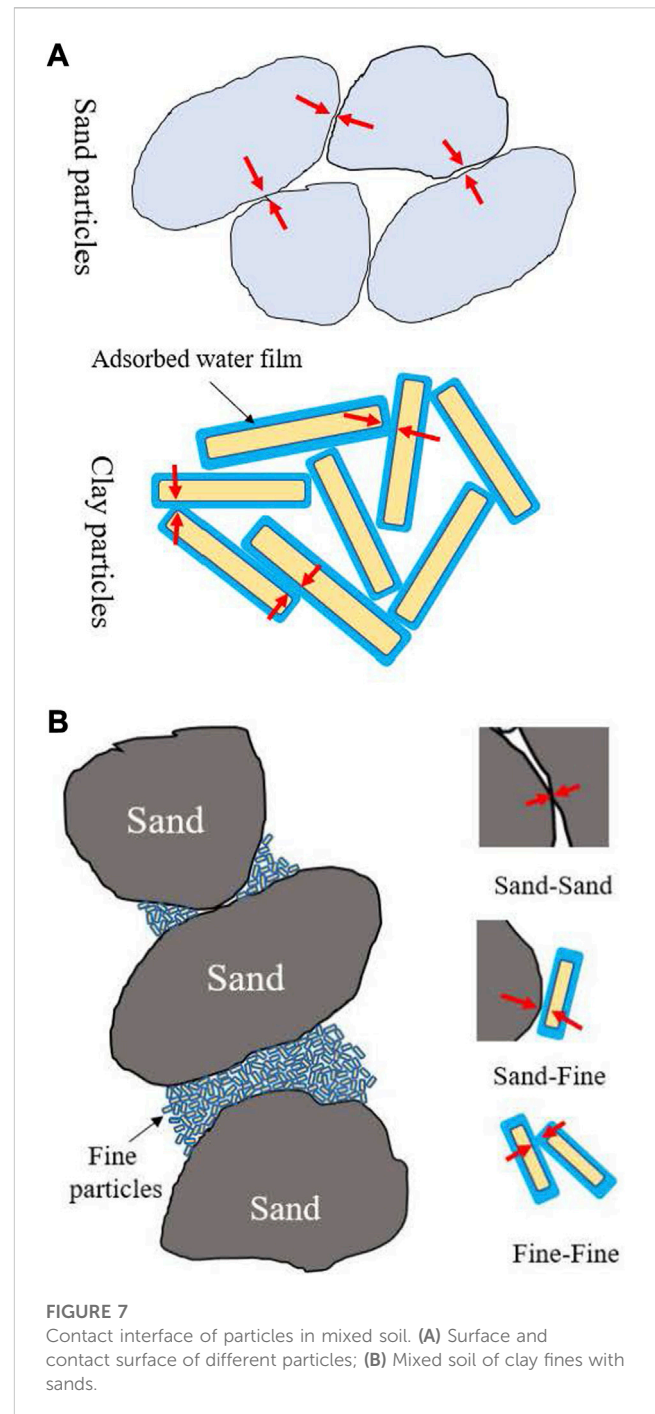 A
Sand particles
Adsorbed water film
Clay particles
B
Sand
Sand
Sand
Fine
particles
Sand-Sand
Sand-Fine
Fine-Fine
FIGURE 7
Contact interface of particles in mixed soil. (A) Surface and
contact surface of different particles; (B) Mixed soil of clay fines with
sands.